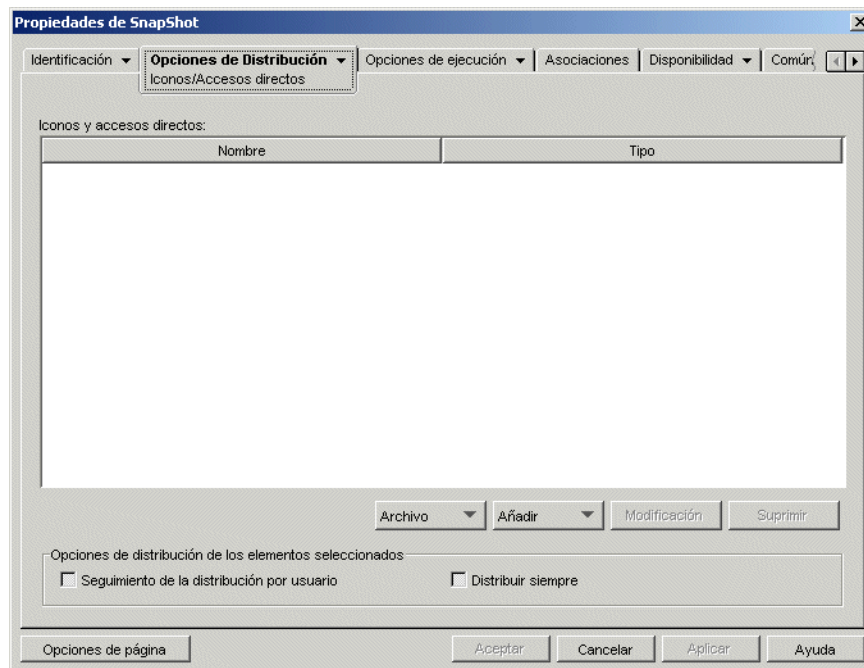 Propiedades de SnapShot
Identificación
Opciones de Distribución
Opciones de ejecución
Asociaciones
Disponibilidad
Común
Iconos/Accesos directos
Iconos y accesos directos:
Nombre
Tipo
Archivo
Añadir
Modificación
Suprimir
Opciones de distribución de los elementos seleccionados
Seguimiento de la distribución por usuario
Distribuir siempre
Opciones de página
Aceptar
Cancelar
Aplicar
Ayuda